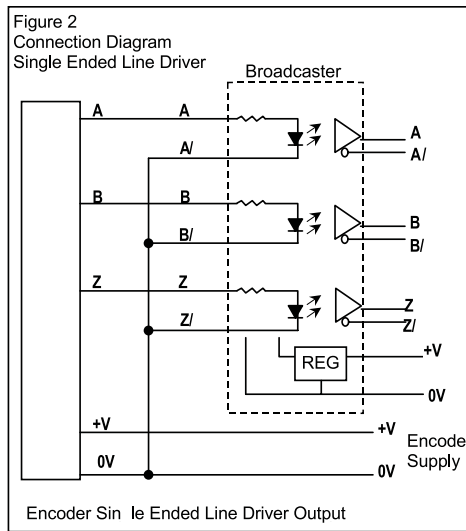 Figure 2
Connection Diagram
Single Ended Line Driver
Broadcaster
A A A
A/ A/
B B B
B/ B/
Z Z Z
Z/ Z/
REG +V
0V
+V +V Encode
0V 0V Supply
Encoder Sin le Ended Line Driver Output